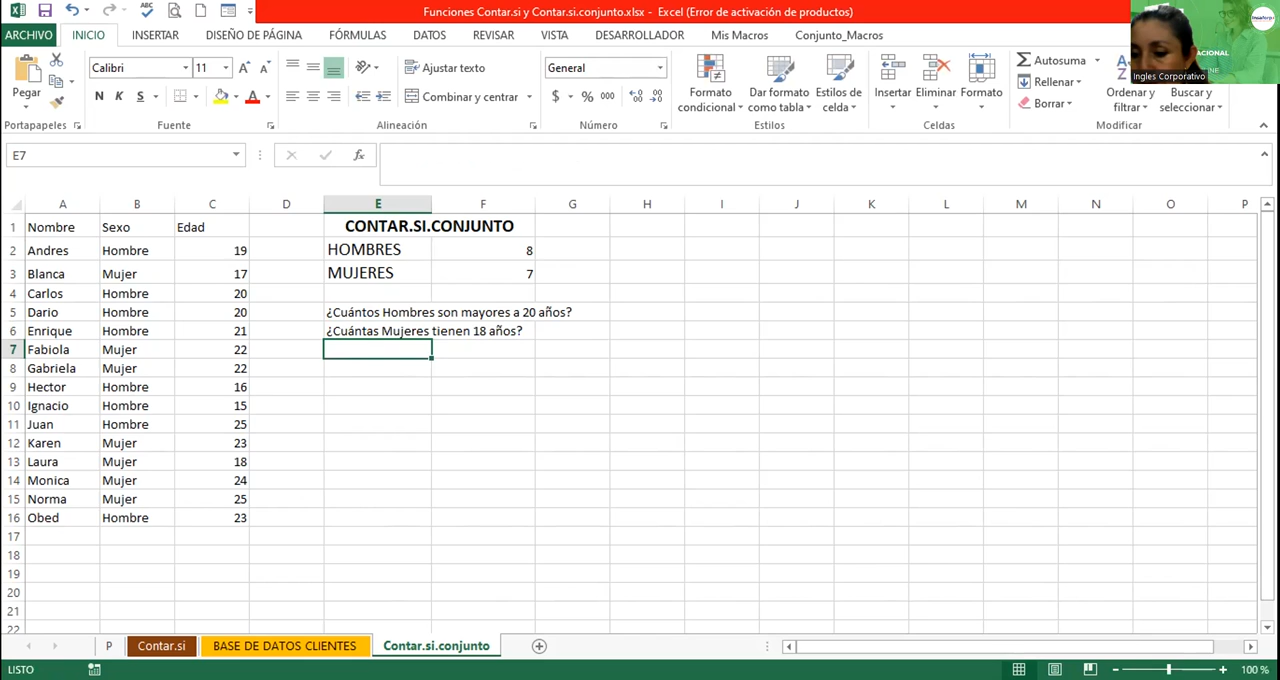 Funciones Contar.si y Contar.si.conjunto.xlsx - Excel (Error de activación de productos)
ARCHIVO INICIO INSERTAR DISEÑO DE PÁGINA FÓRMULAS DATOS REVISAR VISTA DESARROLLADOR Mis Macros Conjunto_Macros
ACIONAL
Ingles Corporativo
Pegar
Calibri 11
N K S
Ajustar texto
Combinar y centrar
General
$ % 000
Formato condicional
Dar formato como tabla
Estilos de celda
Insertar Eliminar Formato
Autosuma
Rellenar
Borrar
Ordenar y filtrar
Buscar y seleccionar
Portapapeles Fuente Alineación Número Estilos Celdas Modificar
E7 fx
A B C D E F G H I J K L M N O P
1 Nombre Sexo Edad CONTAR.SI.CONJUNTO
2 Andres Hombre 19 HOMBRES 8
3 Blanca Mujer 17 MUJERES 7
4 Carlos Hombre 20
5 Dario Hombre 20 ¿Cuántos Hombres son mayores a 20 años?
6 Enrique Hombre 21 ¿Cuántas Mujeres tienen 18 años?
7 Fabiola Mujer 22
8 Gabriela Mujer 22
9 Hector Hombre 16
10 Ignacio Hombre 15
11 Juan Hombre 25
12 Karen Mujer 23
13 Laura Mujer 18
14 Monica Mujer 24
15 Norma Mujer 25
16 Obed Hombre 23
17
18
19
20
21
22
P Contar.si BASE DE DATOS CLIENTES Contar.si.conjunto
LISTO 100 %